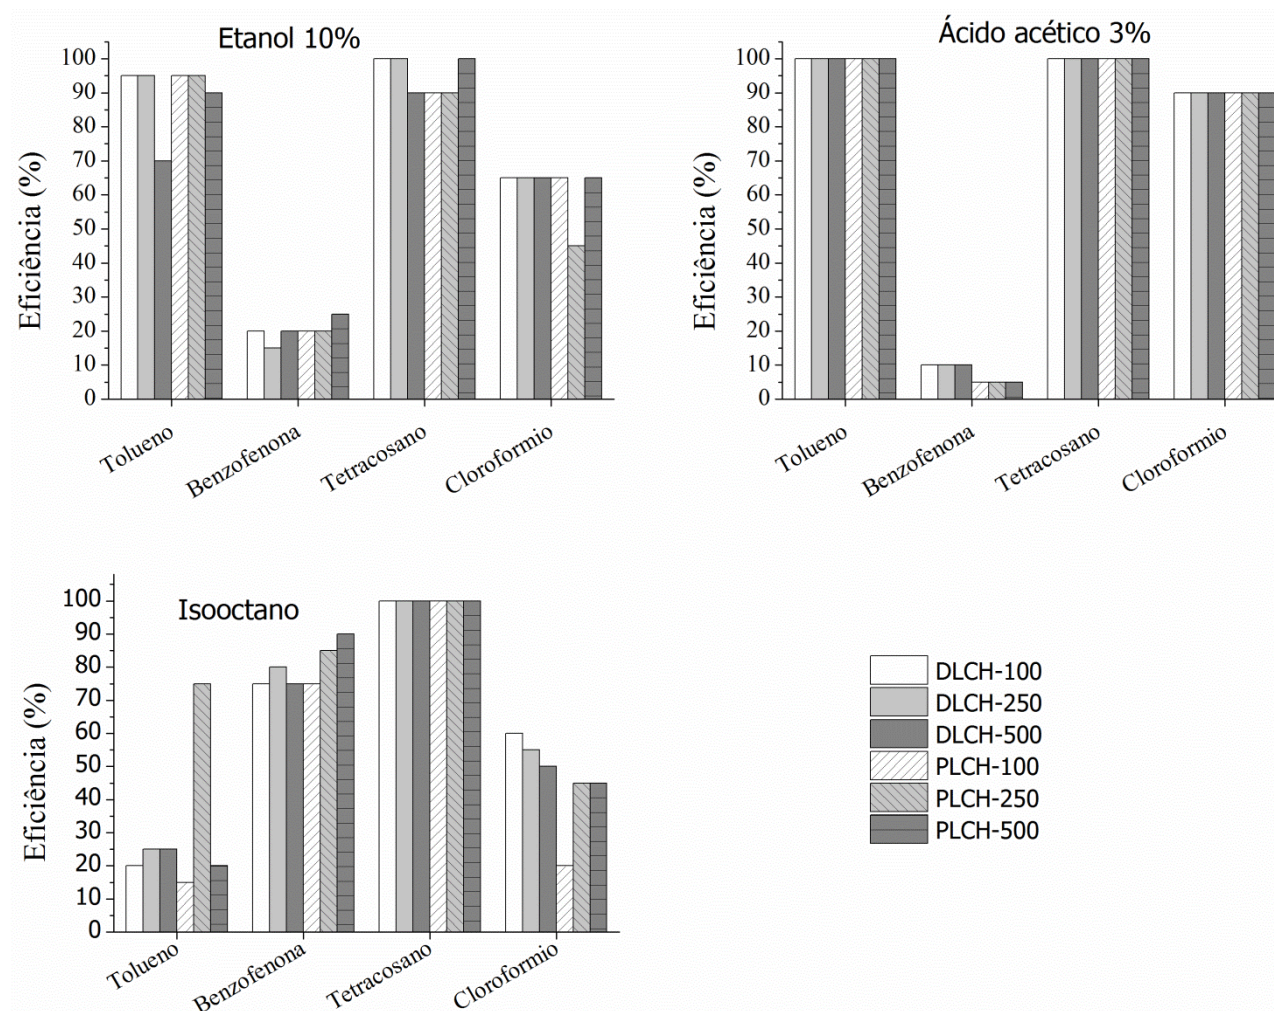 Etanol 10%
Eficiência (%)
100
90
80
70
60
50
40
30
20
10
0
Tolueno
Benzofenona
Tetracosano
Cloroformio
Ácido acético 3%
Eficiência (%)
100
90
80
70
60
50
40
30
20
10
0
Tolueno
Benzofenona
Tetracosano
Cloroformio
Isooctano
Eficiência (%)
100
90
80
70
60
50
40
30
20
10
0
Tolueno
Benzofenona
Tetracosano
Cloroformio
DLCH-100
DLCH-250
DLCH-500
PLCH-100
PLCH-250
PLCH-500